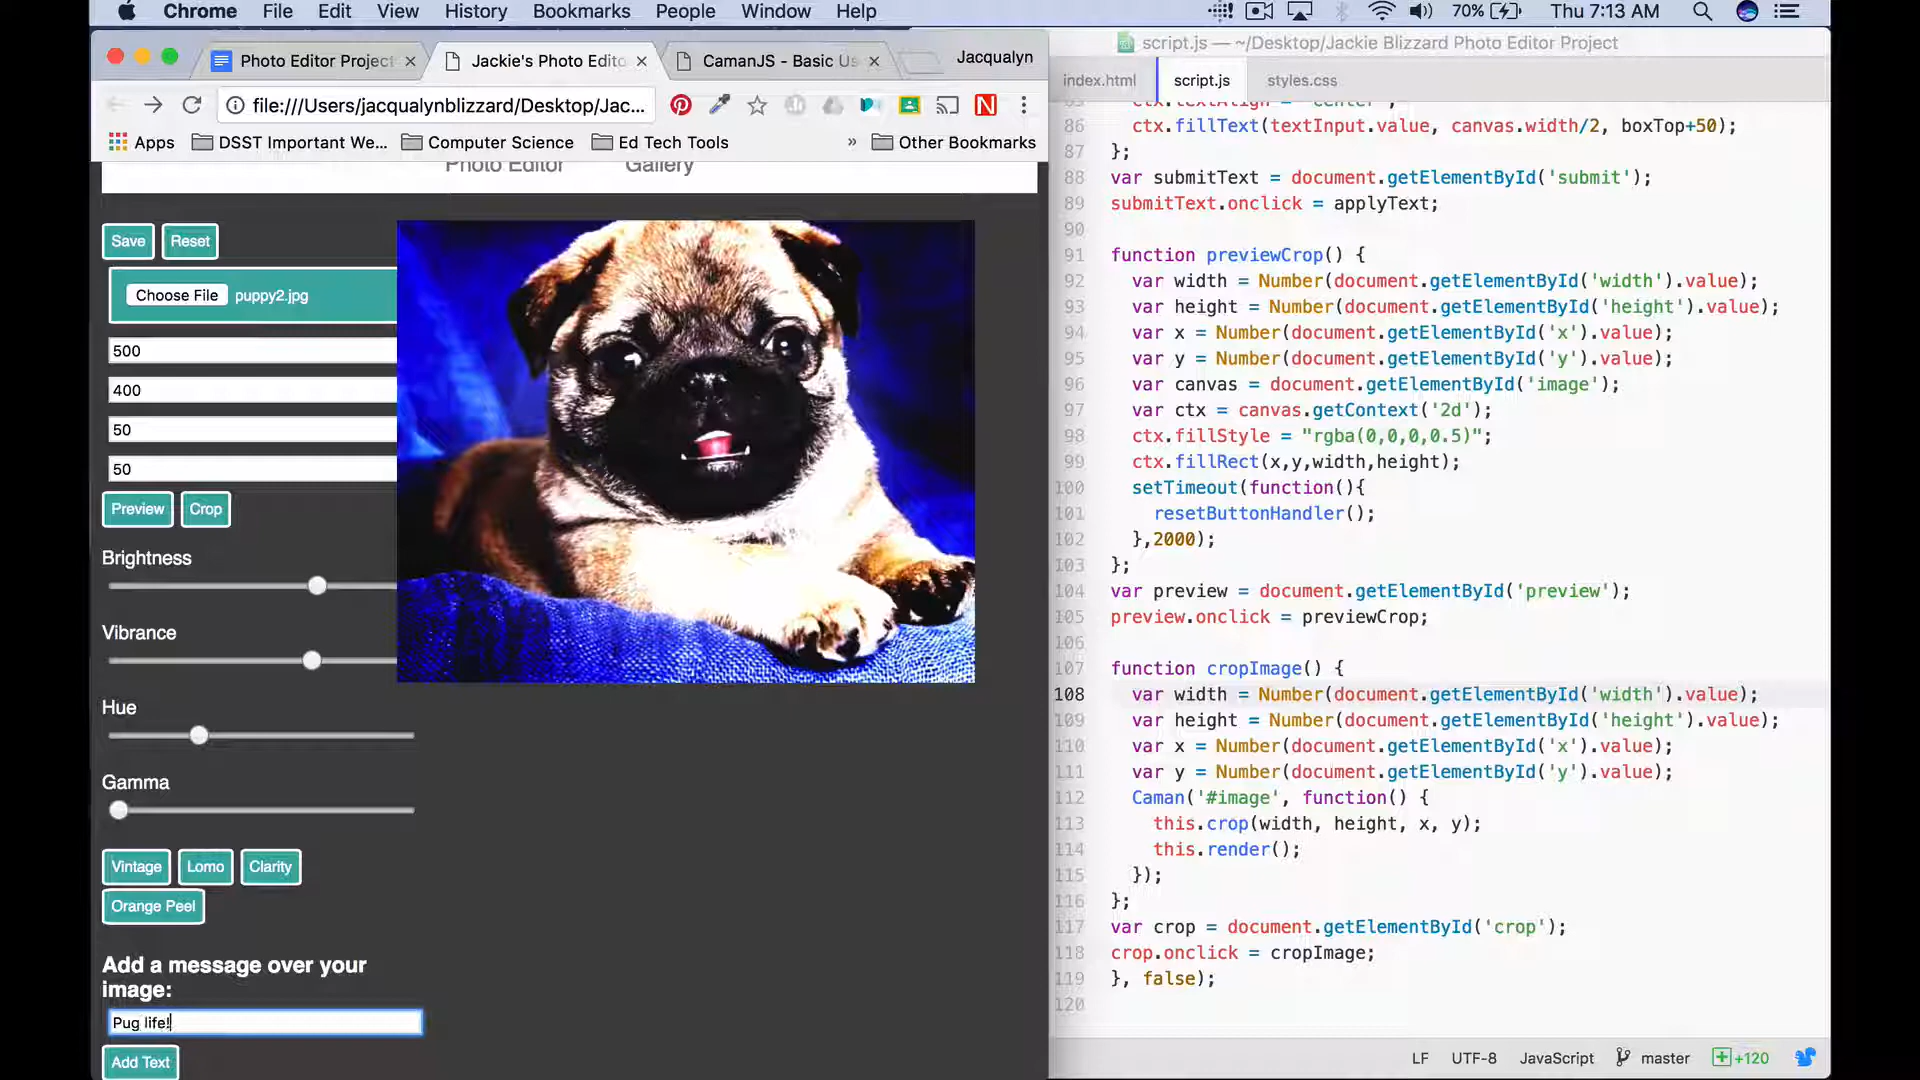 Chrome File Edit View History Bookmarks People Window Help 70% Thu 7:13 AM
Photo Editor Project
Jackie's Photo Edito
CamanJS - Basic Us
Jacqualyn
file:///Users/jacqualynblizzard/Desktop/Jac...
Apps DSST Important We... Computer Science Ed Tech Tools » Other Bookmarks
Photo Editor Gallery
Save Reset
Choose File puppy2.jpg
500
400
50
50
Preview Crop
Brightness
Vibrance
Hue
Gamma
Vintage Lomo Clarity
Orange Peel
Add a message over your
image:
Pug life!
Add Text
script.js — ~/Desktop/Jackie Blizzard Photo Editor Project
index.html script.js styles.css
85 ctx.textAlign = "center";
86 ctx.fillText(textInput.value, canvas.width/2, boxTop+50);
87 };
88 var submitText = document.getElementById('submit');
89 submitText.onclick = applyText;
90
91 function previewCrop() {
92 var width = Number(document.getElementById('width').value);
93 var height = Number(document.getElementById('height').value);
94 var x = Number(document.getElementById('x').value);
95 var y = Number(document.getElementById('y').value);
96 var canvas = document.getElementById('image');
97 var ctx = canvas.getContext('2d');
98 ctx.fillStyle = "rgba(0,0,0,0.5)";
99 ctx.fillRect(x,y,width,height);
100 setTimeout(function(){
101 resetButtonHandler();
102 },2000);
103 };
104 var preview = document.getElementById('preview');
105 preview.onclick = previewCrop;
106
107 function cropImage() {
108 var width = Number(document.getElementById('width').value);
109 var height = Number(document.getElementById('height').value);
110 var x = Number(document.getElementById('x').value);
111 var y = Number(document.getElementById('y').value);
112 Caman('#image', function() {
113 this.crop(width, height, x, y);
114 this.render();
115 });
116 };
117 var crop = document.getElementById('crop');
118 crop.onclick = cropImage;
119 }, false);
120
LF UTF-8 JavaScript master +120